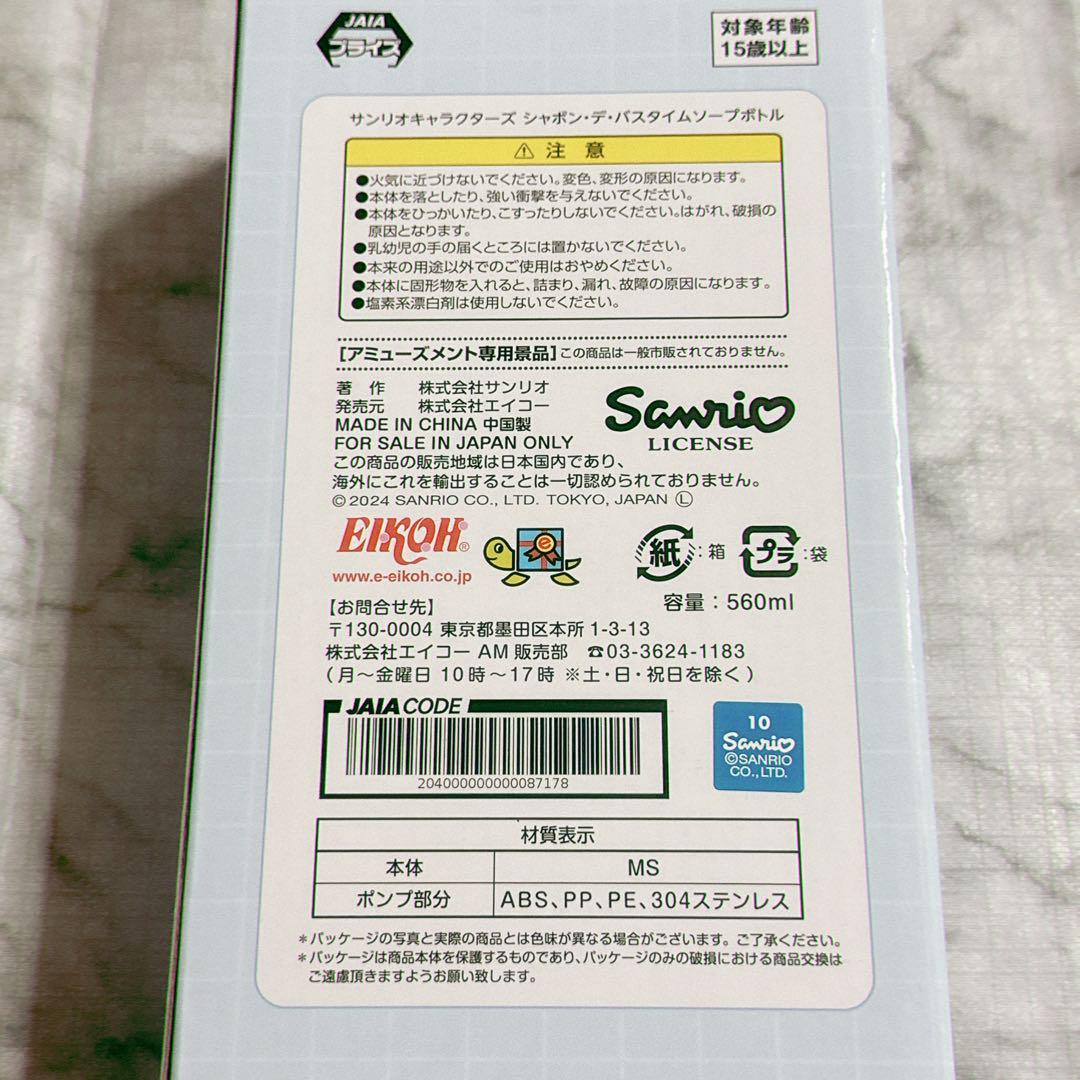 JAIA
プライズ
対象年齢
15歳以上
サンリオキャラクターズ シャボン・デ・バスタイムソープボトル
⚠ 注 意
●火気に近づけないでください。変色、変形の原因になります。
●本体を落としたり、強い衝撃を与えないでください。
●本体をひっかいたり、こすったりしないでください。はがれ、破損の
原因となります。
●乳幼児の手の届くところには置かないでください。
●本来の用途以外でのご使用はおやめください。
●本体に固形物を入れると、詰まり、漏れ、故障の原因になります。
●塩素系漂白剤は使用しないでください。
【アミューズメント専用景品】この商品は一般市販されておりません。
著 作 株式会社サンリオ
発売元 株式会社エイコー
MADE IN CHINA 中国製
FOR SALE IN JAPAN ONLY
Sanrio
LICENSE
この商品の販売地域は日本国内であり、
海外にこれを輸出することは一切認められておりません。
©2024 SANRIO CO., LTD. TOKYO, JAPAN Ⓛ
EIKOH®
www.e-eikoh.co.jp
e
紙:箱
プラ:袋
容量:560ml
【お問合せ先】
〒130-0004 東京都墨田区本所1-3-13
株式会社エイコー AM販売部 ☎03-3624-1183
(月〜金曜日 10時〜17時 ※土・日・祝日を除く)
JAIA CODE
204000000000087178
10
Sanrio
©SANRIO
CO., LTD.
材質表示
本体 MS
ポンプ部分 ABS、PP、PE、304ステンレス
*パッケージの写真と実際の商品とは色味が異なる場合がございます。ご了承ください。
*パッケージは商品本体を保護するものであり、パッケージのみの破損における商品交換は
ご遠慮頂きますようお願い致します。